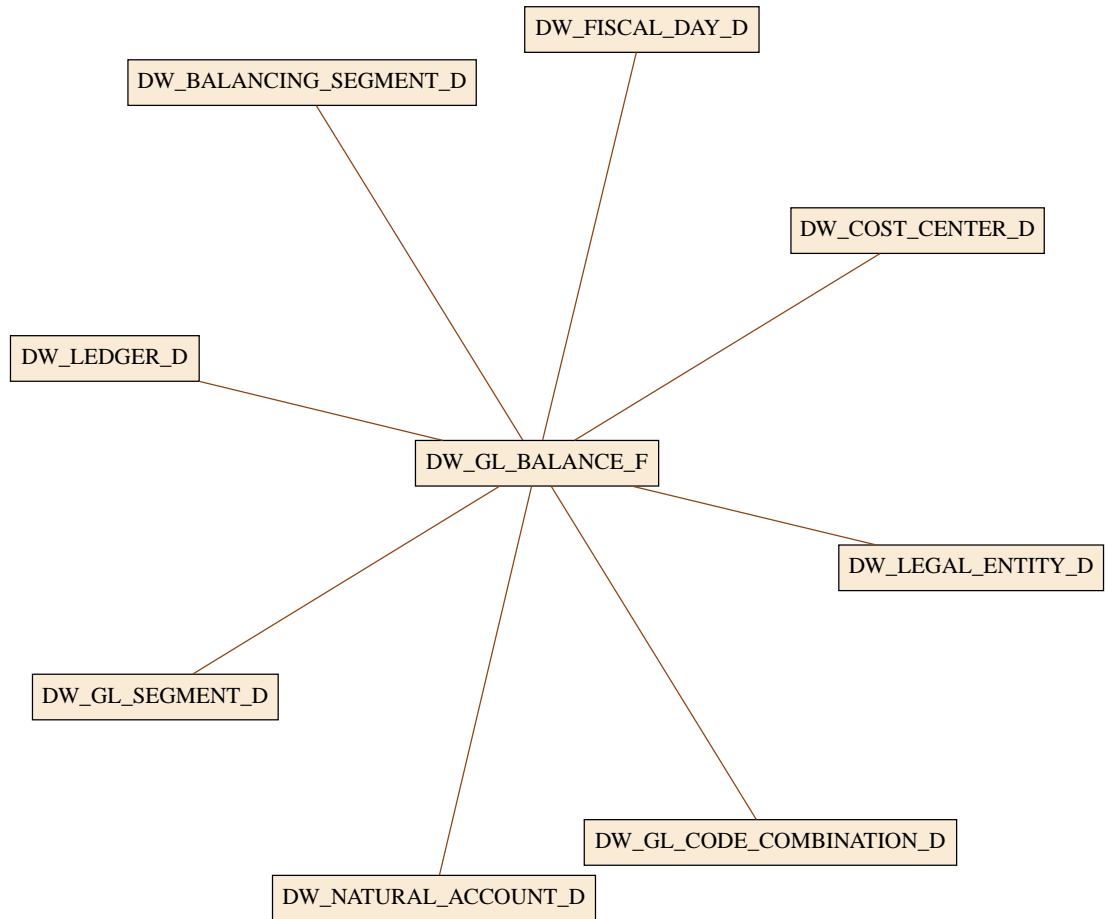 DW_FISCAL_DAY_D
DW_BALANCING_SEGMENT_D
DW_COST_CENTER_D
DW_LEDGER_D
DW_GL_BALANCE_F
DW_LEGAL_ENTITY_D
DW_GL_SEGMENT_D
DW_GL_CODE_COMBINATION_D
DW_NATURAL_ACCOUNT_D